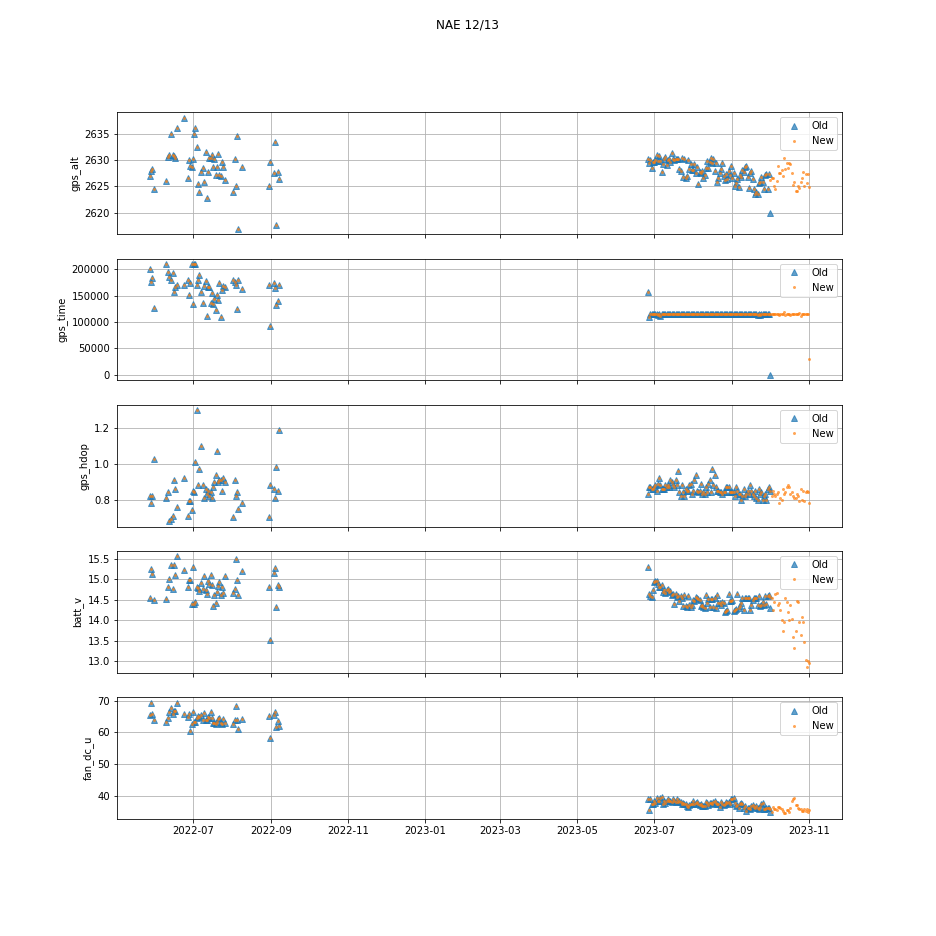 NAE 12/13
gps_alt
2635
2630
2625
2620
Old
New
gps_time
200000
150000
100000
50000
0
Old
New
gps_hdop
1.2
1.0
0.8
Old
New
batt_v
15.5
15.0
14.5
14.0
13.5
13.0
Old
New
fan_dc_u
70
60
50
40
Old
New
2022-07 2022-09 2022-11 2023-01 2023-03 2023-05 2023-07 2023-09 2023-11